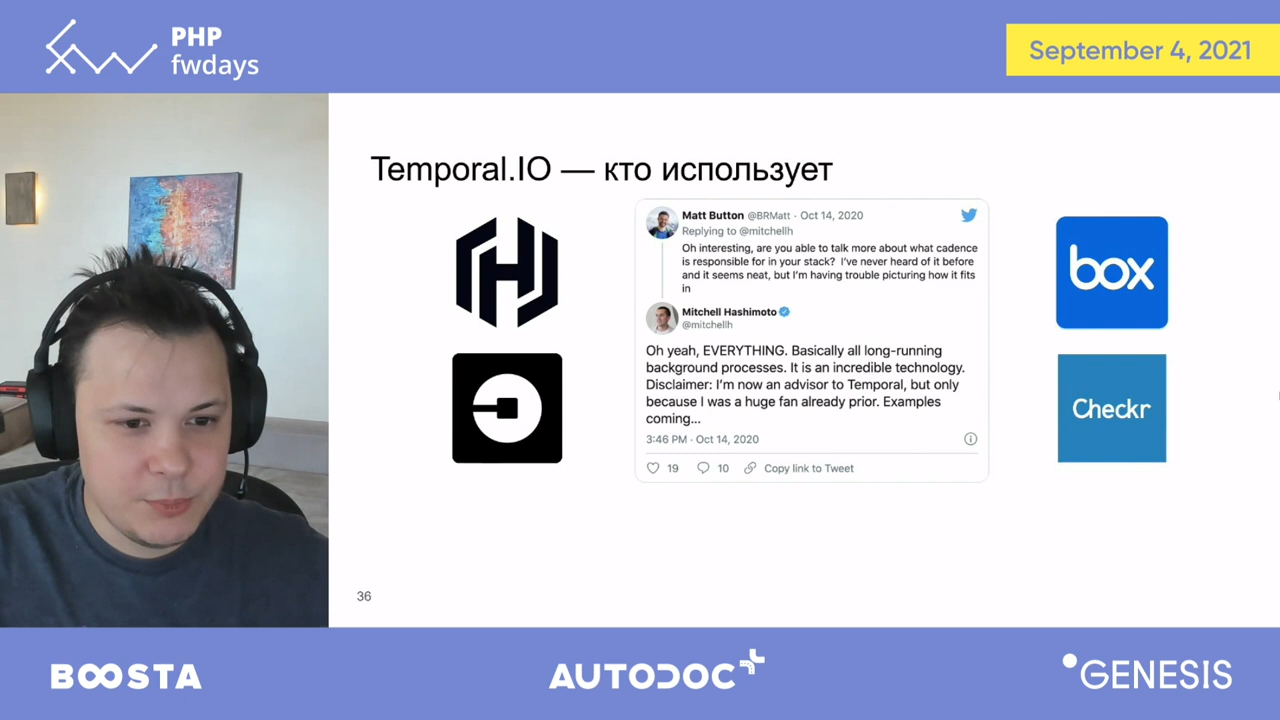 PHP
fwdays
September 4, 2021
Temporal.IO — кто использует
Matt Button @BRMatt · Oct 14, 2020
Replying to @mitchellh
Oh interesting, are you able to talk more about what cadence
is responsible for in your stack? I've never heard of it before
and it seems neat, but I'm having trouble picturing how it fits
in
Mitchell Hashimoto
@mitchellh
Oh yeah, EVERYTHING. Basically all long-running
background processes. It is an incredible technology.
Disclaimer: I'm now an advisor to Temporal, but only
because I was a huge fan already prior. Examples
coming...
3:46 PM · Oct 14, 2020
19 10 Copy link to Tweet
box
Checkr
36
BOOSTA
AUTODOC
GENESIS